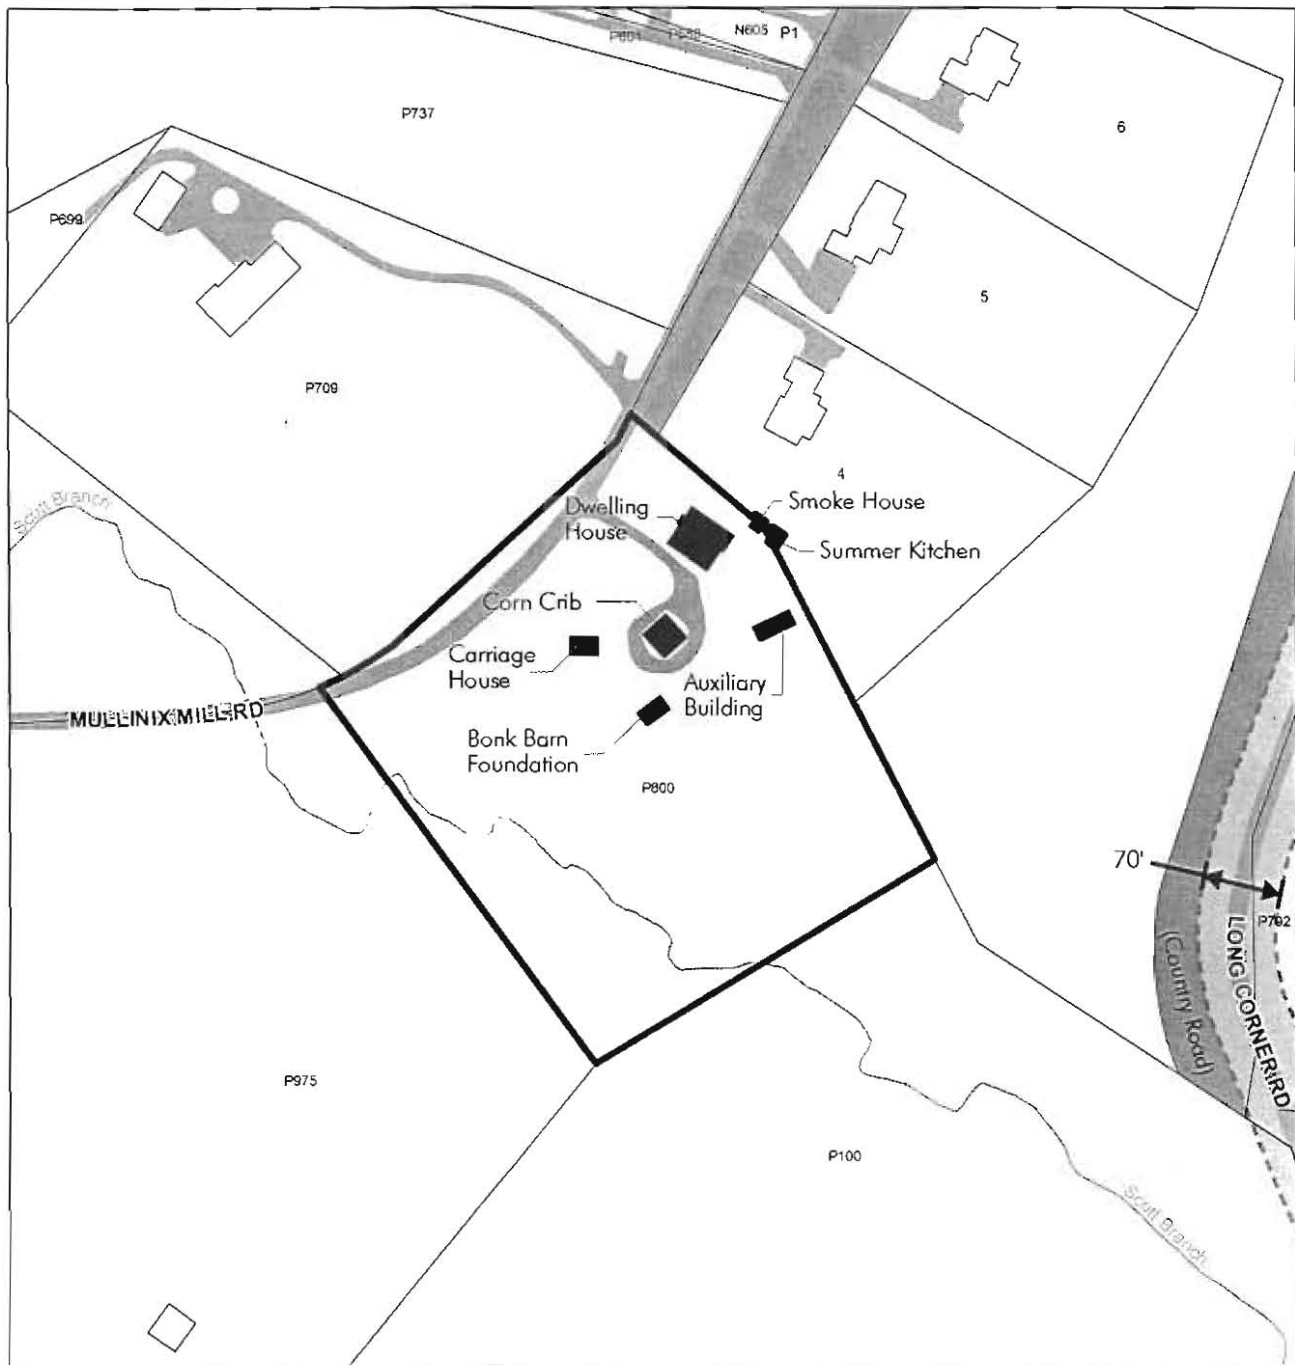 N605 P1
P601
P737
6
P699
5
P709
4
Scott Branch
Smoke House
Dwelling
House
Summer Kitchen
Corn Crib
Carriage
House
Auxiliary
Building
MULLINIX MILL RD
Bonk Barn
Foundation
P800
70'
P792
LONG CORNER RD
(Country Road)
P975
P100
Scott Branch